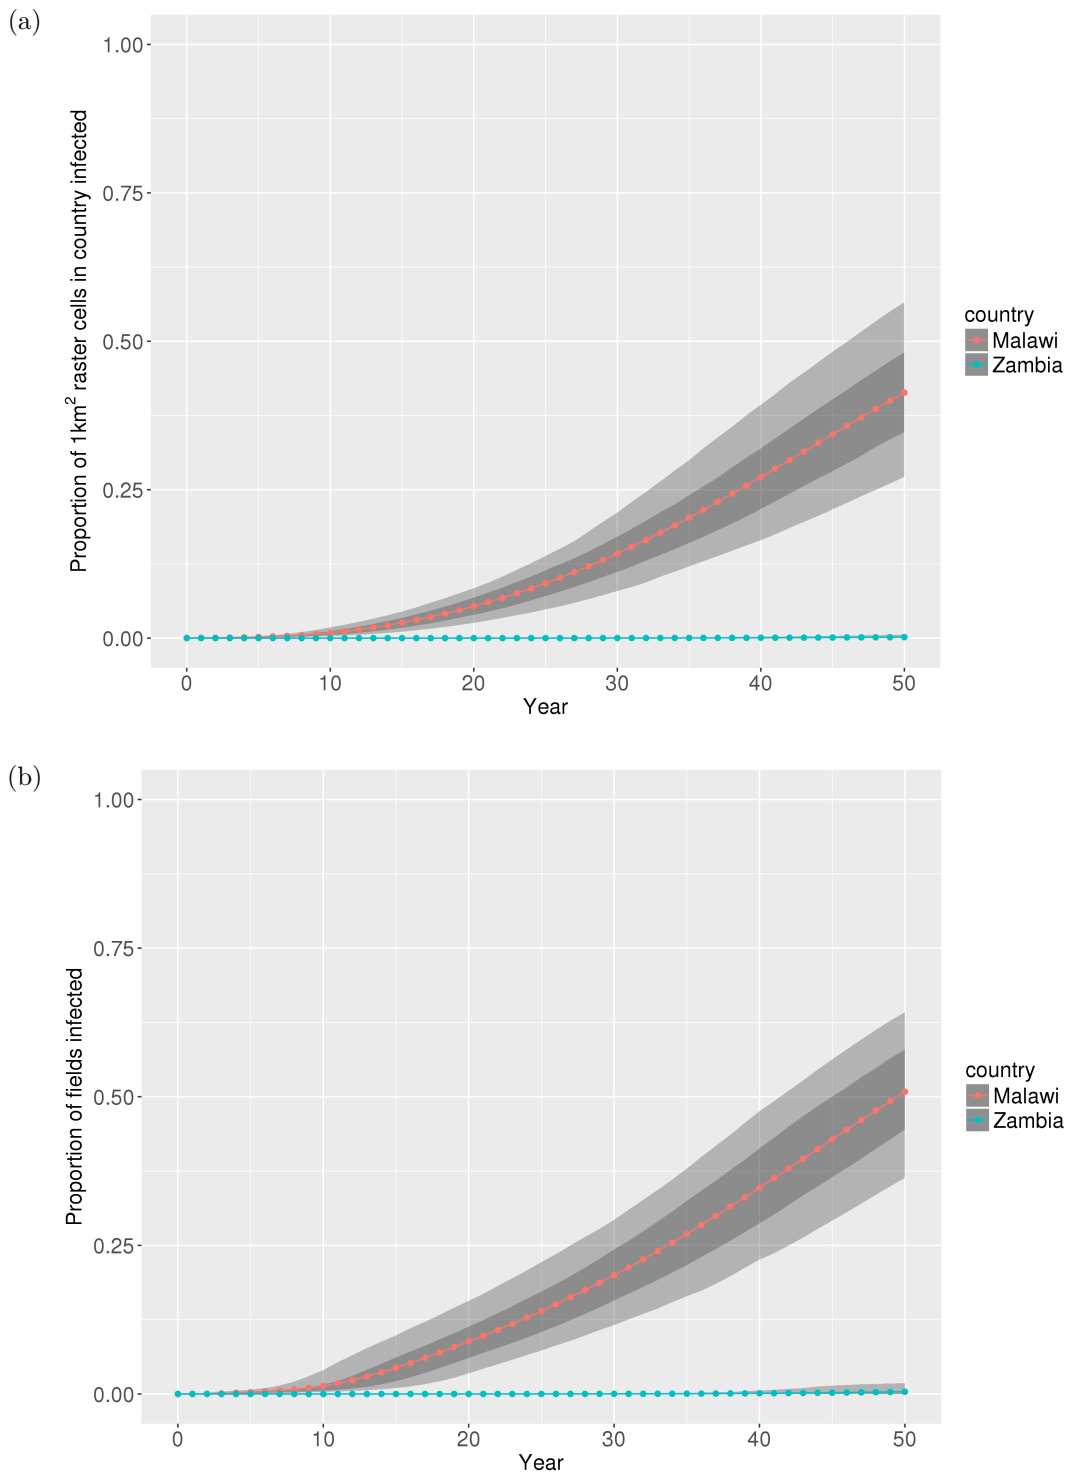 (a)
Proportion of 1km² raster cells in country infected
1.00
0.75
0.50
0.25
0.00
0 10 20 30 40 50
Year
country
Malawi
Zambia
(b)
Proportion of fields infected
1.00
0.75
0.50
0.25
0.00
0 10 20 30 40 50
Year
country
Malawi
Zambia